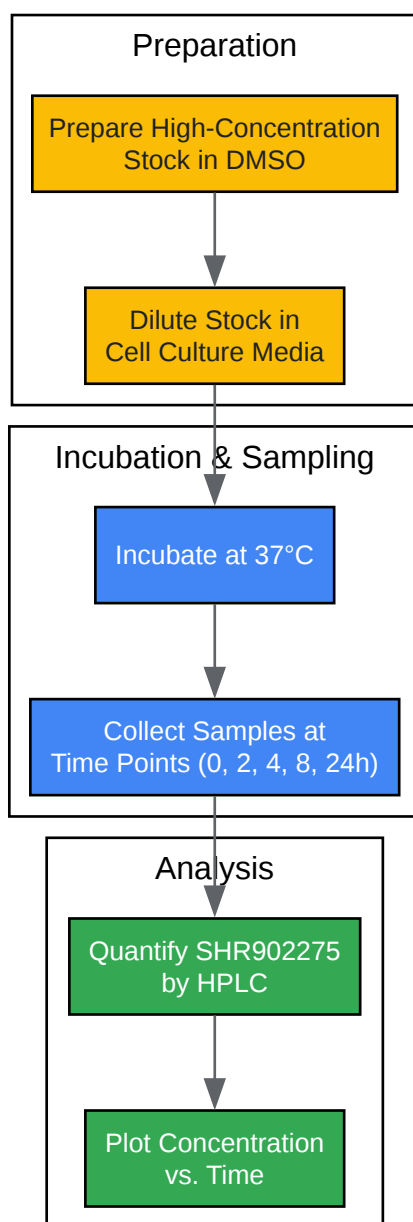 Preparation
Prepare High-Concentration
Stock in DMSO
Dilute Stock in
Cell Culture Media
Incubation & Sampling
Incubate at 37°C
Collect Samples at
Time Points (0, 2, 4, 8, 24h)
Analysis
Quantify SHR902275
by HPLC
Plot Concentration
vs. Time